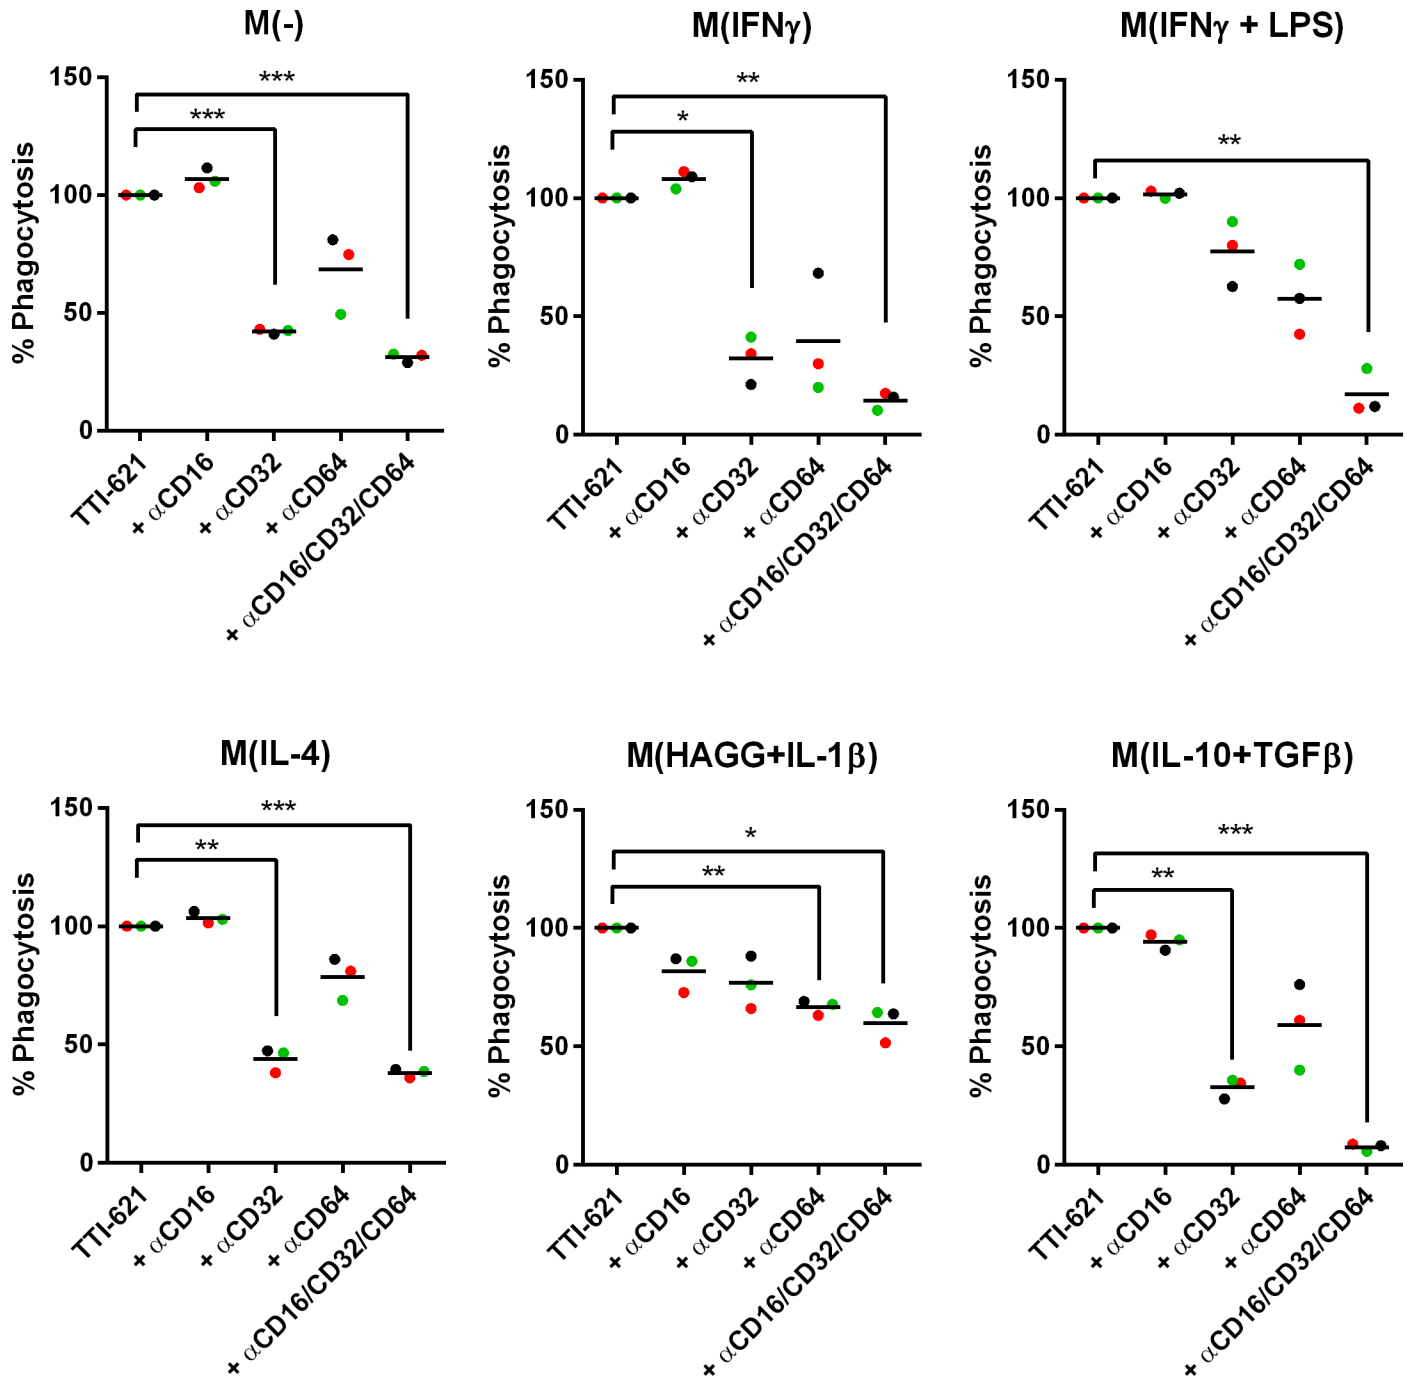 M(-)
% Phagocytosis
150
100
50
0
***
***
TTI-621
+ αCD16
+ αCD32
+ αCD64
+ αCD16/CD32/CD64
M(IFNγ)
% Phagocytosis
150
100
50
0
**
*
TTI-621
+ αCD16
+ αCD32
+ αCD64
+ αCD16/CD32/CD64
M(IFNγ + LPS)
% Phagocytosis
150
100
50
0
**
TTI-621
+ αCD16
+ αCD32
+ αCD64
+ αCD16/CD32/CD64
M(IL-4)
% Phagocytosis
150
100
50
0
***
**
TTI-621
+ αCD16
+ αCD32
+ αCD64
+ αCD16/CD32/CD64
M(HAGG+IL-1β)
% Phagocytosis
150
100
50
0
*
**
TTI-621
+ αCD16
+ αCD32
+ αCD64
+ αCD16/CD32/CD64
M(IL-10+TGFβ)
% Phagocytosis
150
100
50
0
***
**
TTI-621
+ αCD16
+ αCD32
+ αCD64
+ αCD16/CD32/CD64